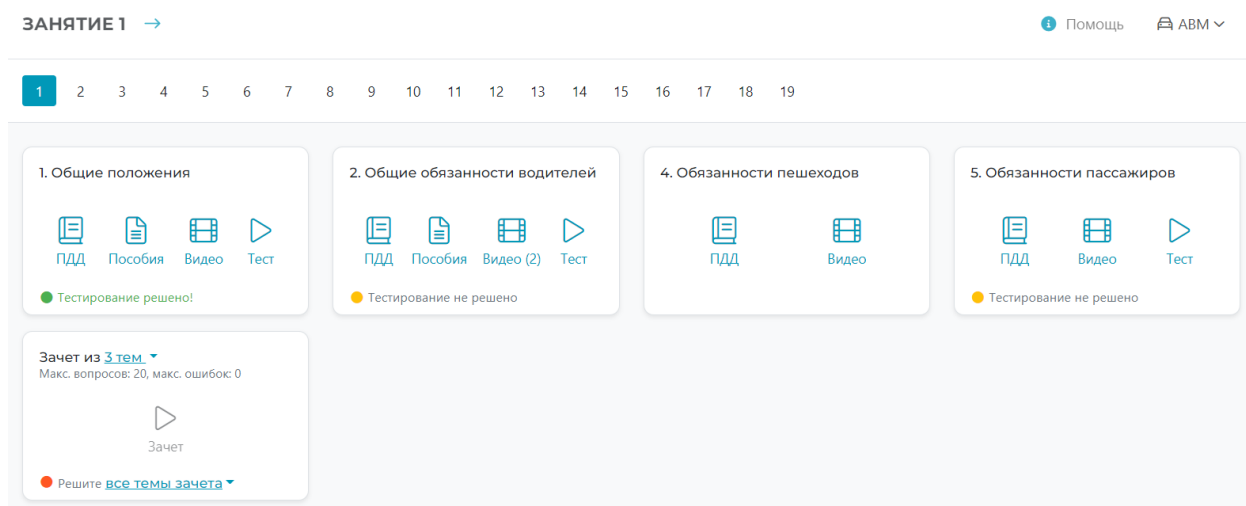 ЗАНЯТИЕ 1
Помощь
ABM
1 2 3 4 5 6 7 8 9 10 11 12 13 14 15 16 17 18 19
1. Общие положения
ПДД Пособия Видео Тест
Тестирование решено!
2. Общие обязанности водителей
ПДД Пособия Видео (2) Тест
Тестирование не решено
4. Обязанности пешеходов
ПДД Видео
5. Обязанности пассажиров
ПДД Видео Тест
Тестирование не решено
Зачет из 3 тем
Макс. вопросов: 20, макс. ошибок: 0
Зачет
Решите все темы зачета